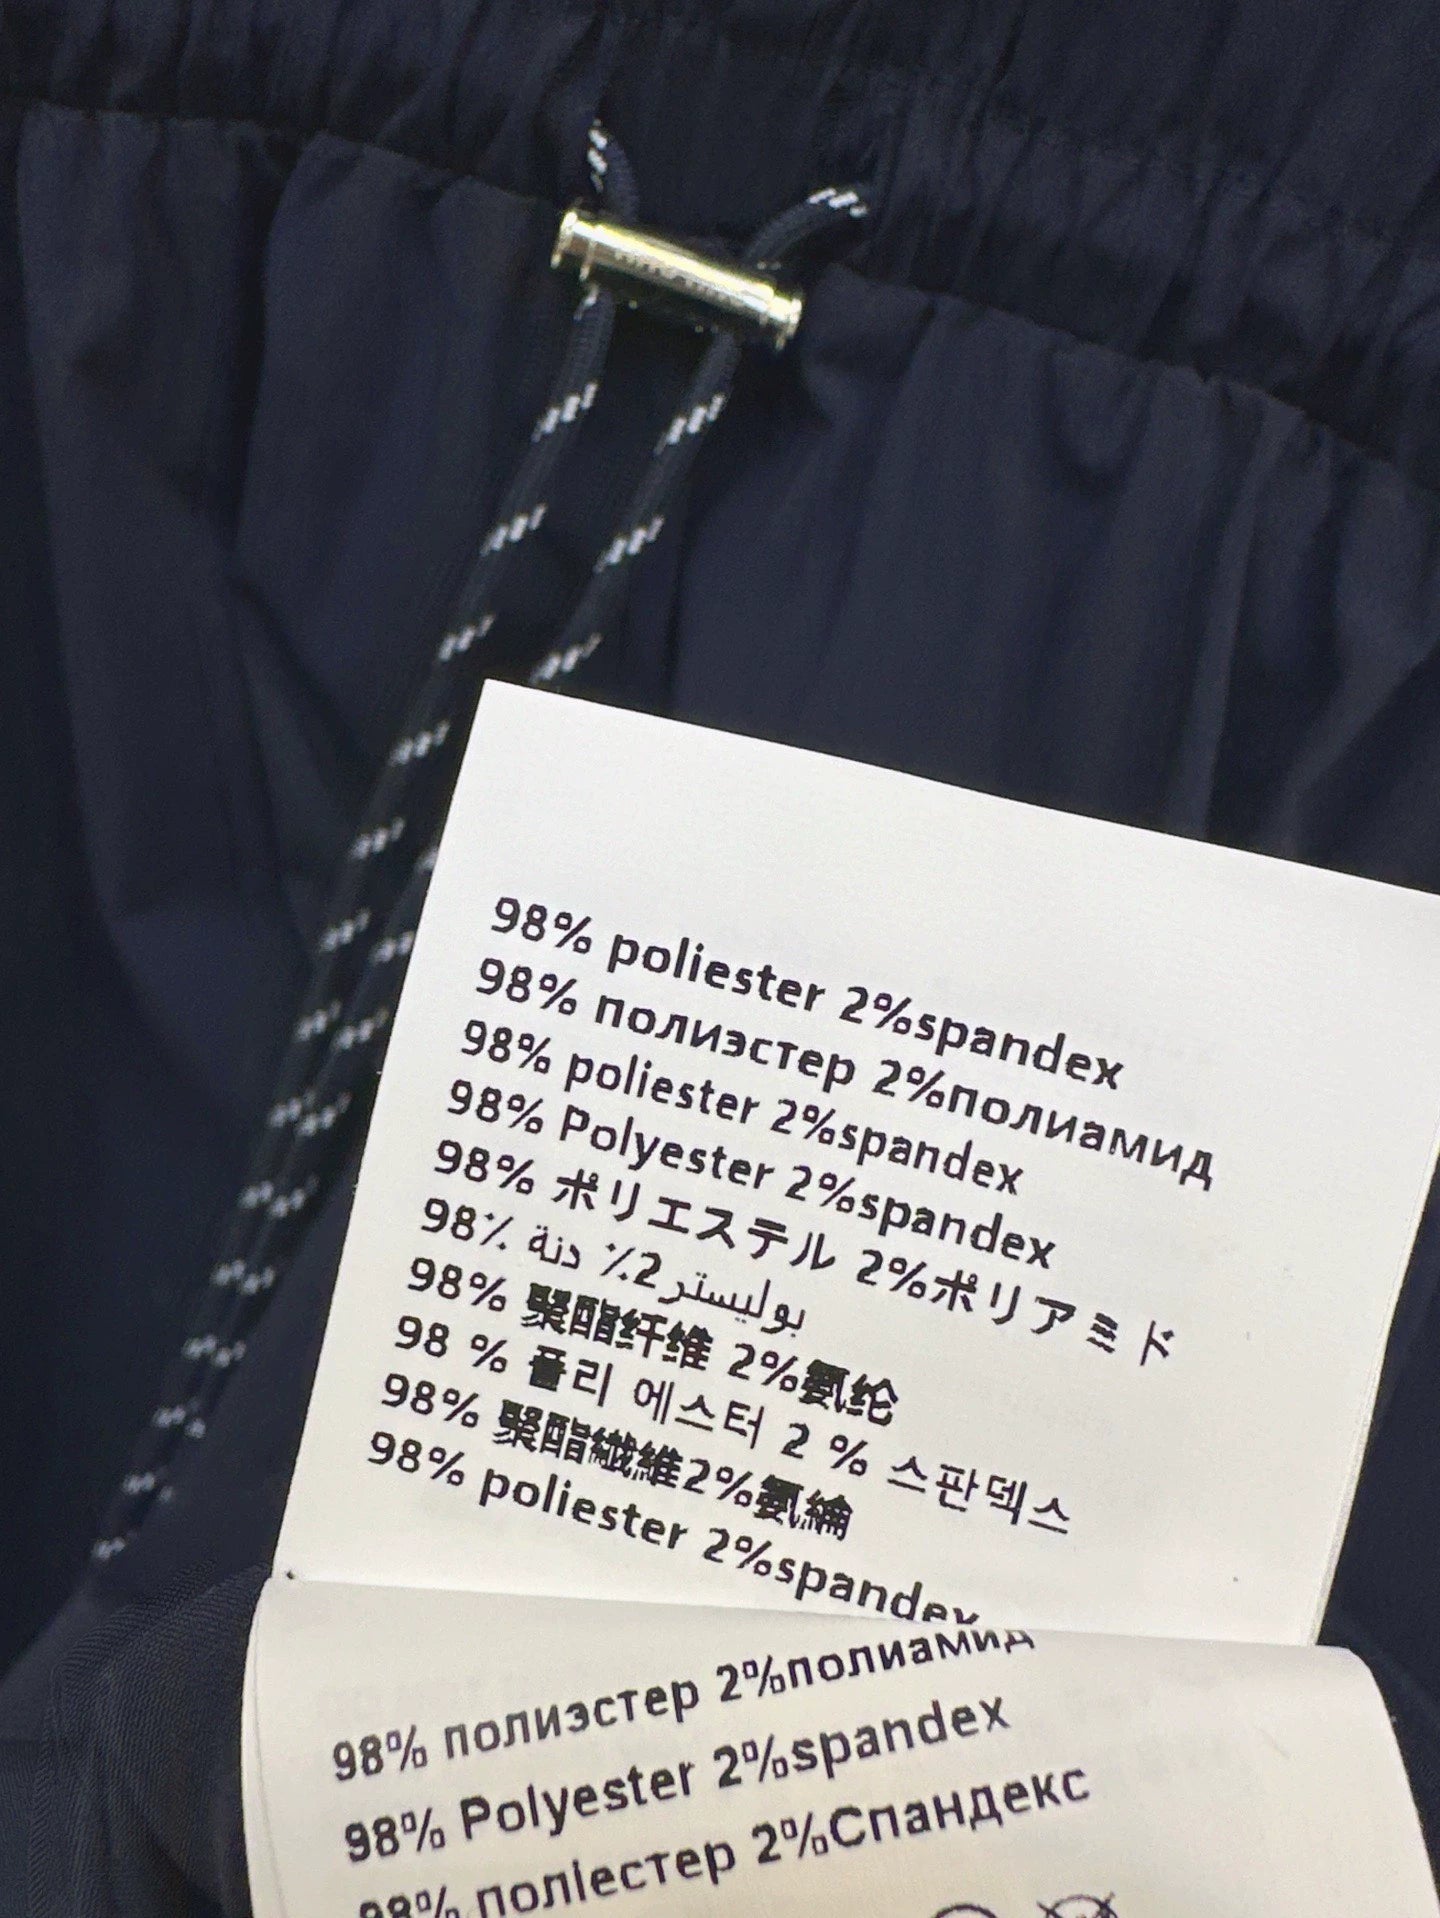 98% poliester 2%spandex
98% полиэстер 2%полиамид
98% poliester 2%spandex
98% Polyester 2%spandex
98% ポリエステル 2%ポリアミド
98٪ دنة ٪2 بوليستر
98% 聚酯纤维 2%氨纶
98 % 폴리 에스터 2 % 스판덱스
98% 聚酯纖維2%氨綸
98% poliester 2%spandex
98% полиэстер 2%полиамид
98% Polyester 2%spandex
98% поліестер 2%Спандекс